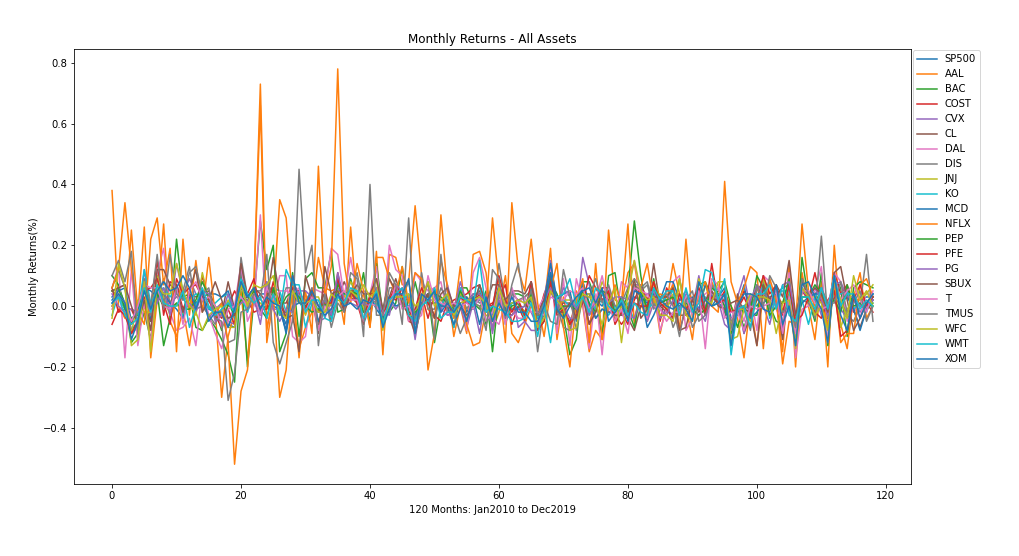 Monthly Returns - All Assets
Monthly Returns(%)
0.8
0.6
0.4
0.2
0.0
−0.2
−0.4
0 20 40 60 80 100 120
120 Months: Jan2010 to Dec2019
SP500
AAL
BAC
COST
CVX
CL
DAL
DIS
JNJ
KO
MCD
NFLX
PEP
PFE
PG
SBUX
T
TMUS
WFC
WMT
XOM